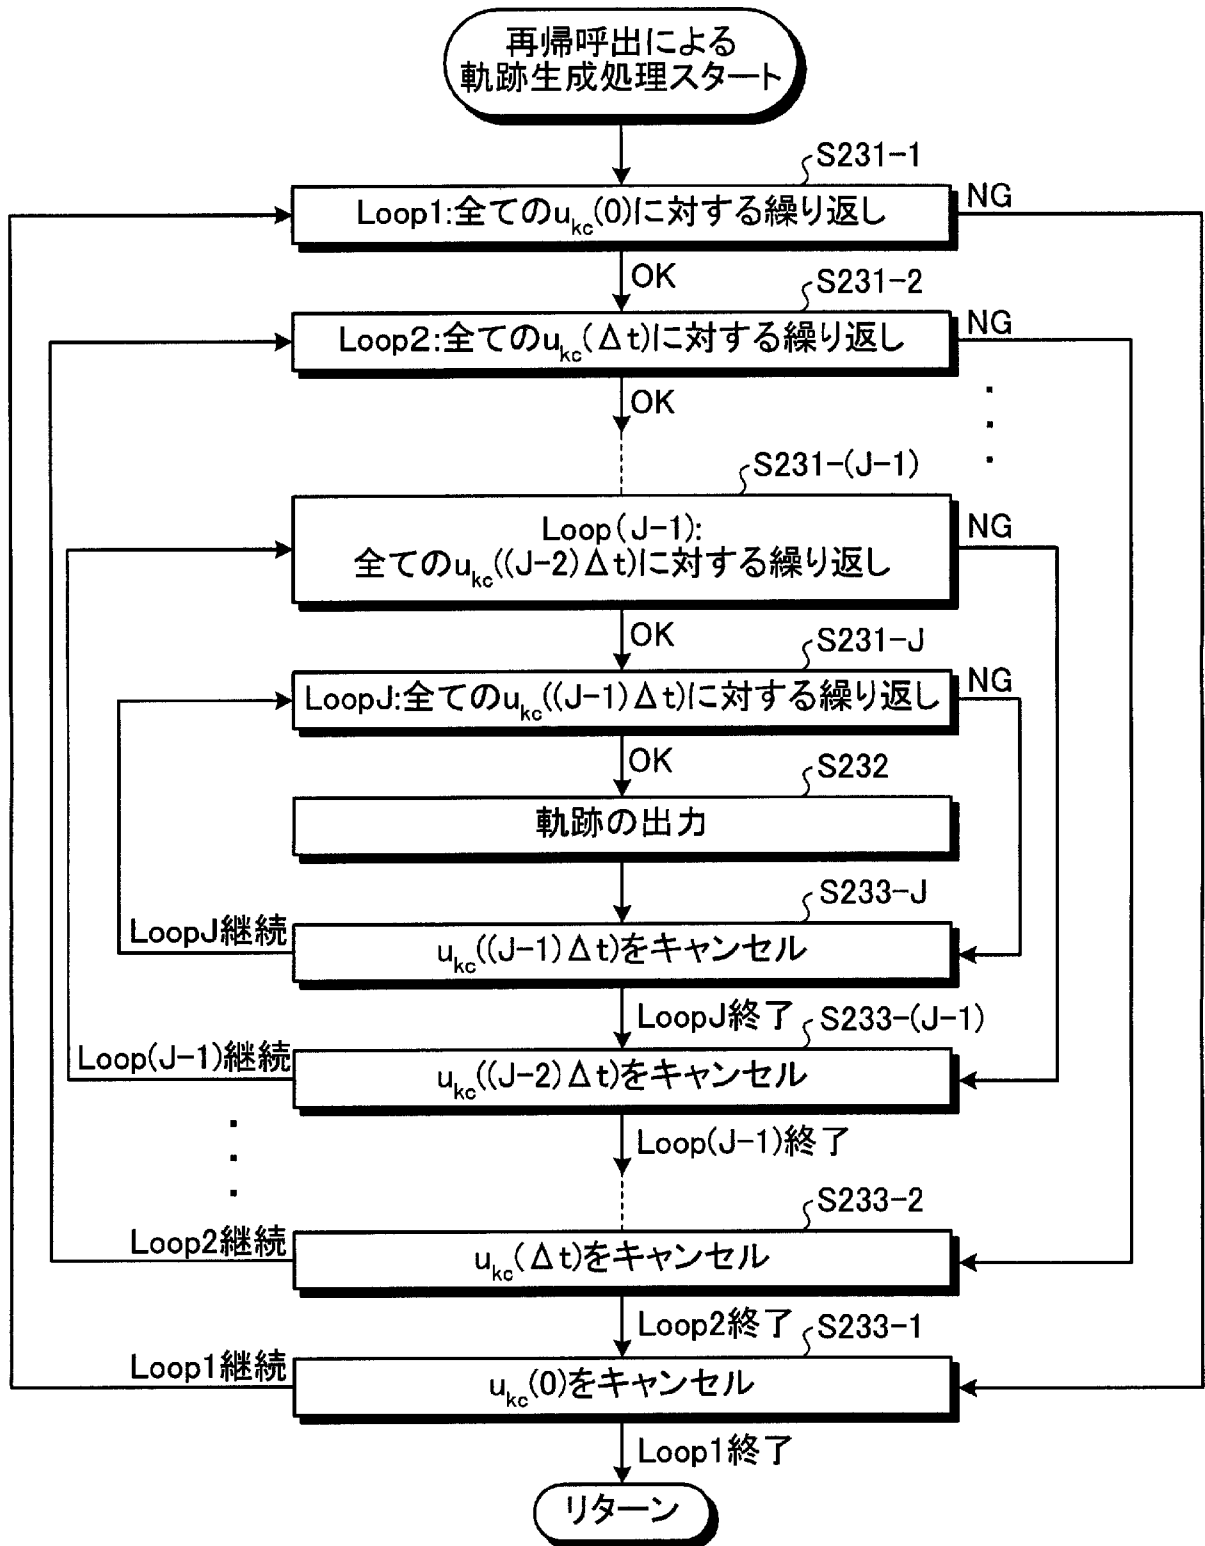 再帰呼出による
軌跡生成処理スタート
S231-1
Loop1:全てのukc(0)に対する繰り返し
NG
OK
S231-2
Loop2:全てのukc(Δt)に対する繰り返し
NG
OK
S231-(J-1)
Loop(J-1):
全てのukc((J-2)Δt)に対する繰り返し
NG
OK
S231-J
LoopJ:全てのukc((J-1)Δt)に対する繰り返し
NG
OK
S232
軌跡の出力
S233-J
LoopJ継続
ukc((J-1)Δt)をキャンセル
LoopJ終了
S233-(J-1)
Loop(J-1)継続
ukc((J-2)Δt)をキャンセル
Loop(J-1)終了
S233-2
Loop2継続
ukc(Δt)をキャンセル
Loop2終了
S233-1
Loop1継続
ukc(0)をキャンセル
Loop1終了
リターン